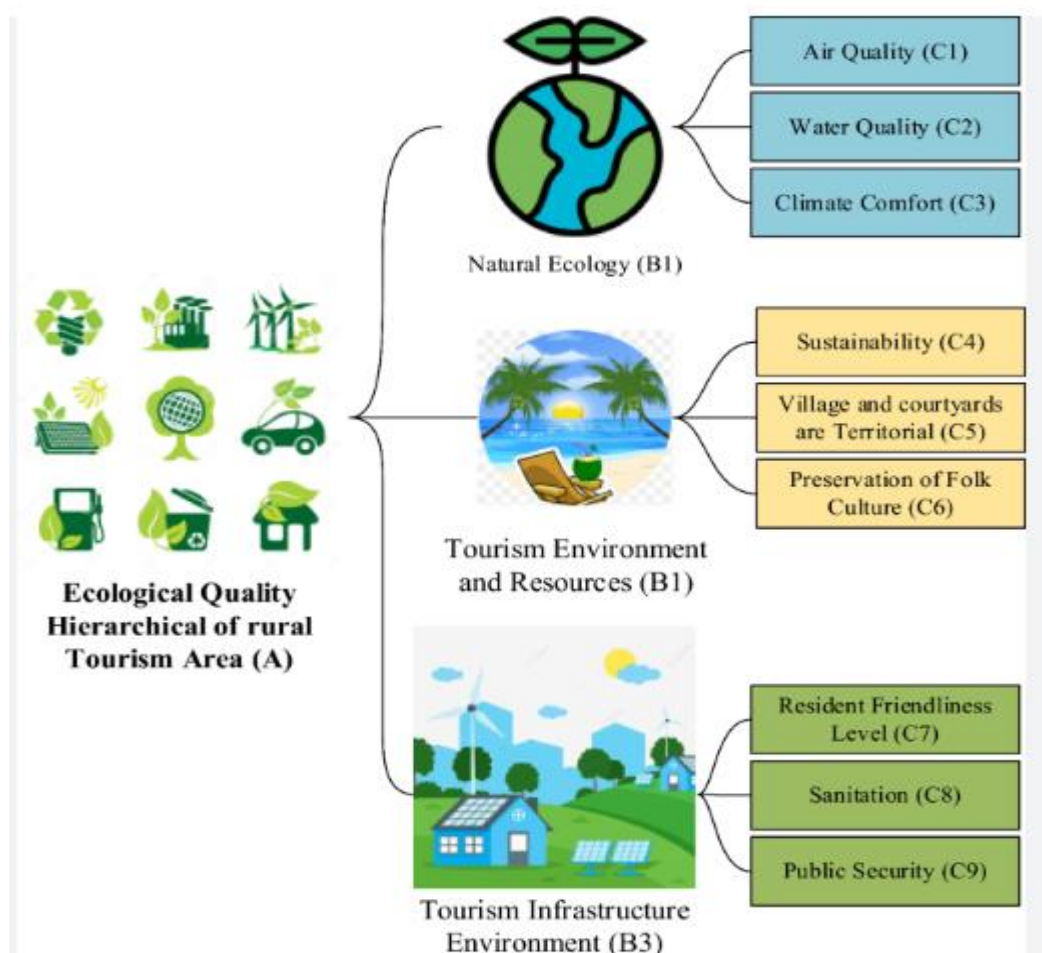 Air Quality (C1)
Water Quality (C2)
Climate Comfort (C3)
Natural Ecology (B1)
Sustainability (C4)
Village and courtyards
are Territorial (C5)
Preservation of Folk
Culture (C6)
Tourism Environment
and Resources (B1)
Ecological Quality
Hierarchical of rural
Tourism Area (A)
Resident Friendliness
Level (C7)
Sanitation (C8)
Public Security (C9)
Tourism Infrastructure
Environment (B3)